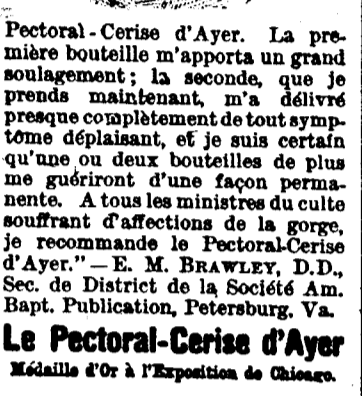 Pectoral-Cerise d'Ayer. La pre-
mière bouteille m'apporta un grand
soulagement; la seconde, que je
prends maintenant, m'a délivré
presque complètement de tout symp-
tôme déplaisant, et je suis certain
qu'une ou deux bouteilles de plus
me guériront d'une façon perma-
nente. A tous les ministres du culte
souffrant d'affections de la gorge,
je recommande le Pectoral-Cerise
d'Ayer."—E. M. BRAWLEY, D.D.,
Sec. de District de la Société Am.
Bapt. Publication, Petersburg, Va.
Le Pectoral-Cerise d'Ayer
Médaille d'Or à l'Exposition de Chicago.